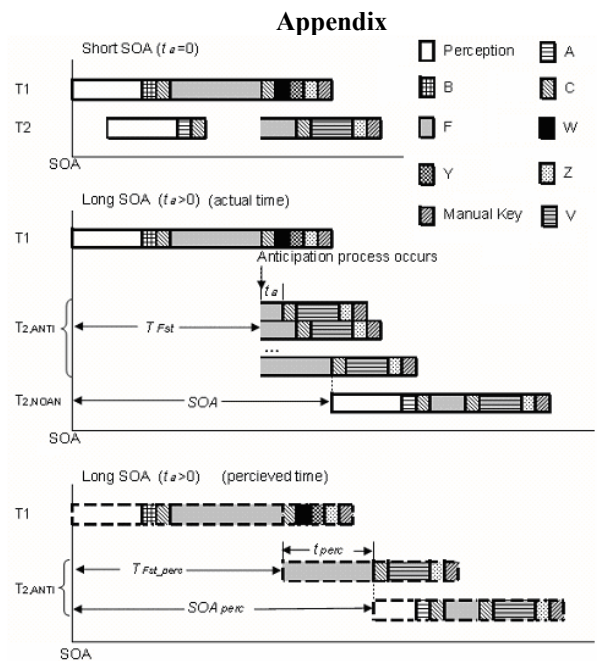 Appendix
Short SOA (ta=0)
T1
T2
SOA
Perception
A
B
C
F
W
Y
Z
Manual Key
V
Long SOA (ta>0) (actual time)
T1
Anticipation process occurs
ta
T2,ANTI
TFst
...
T2,NOAN
SOA
SOA
Long SOA (ta>0) (percieved time)
T1
tperc
TFst_perc
T2,ANTI
SOAperc
SOA